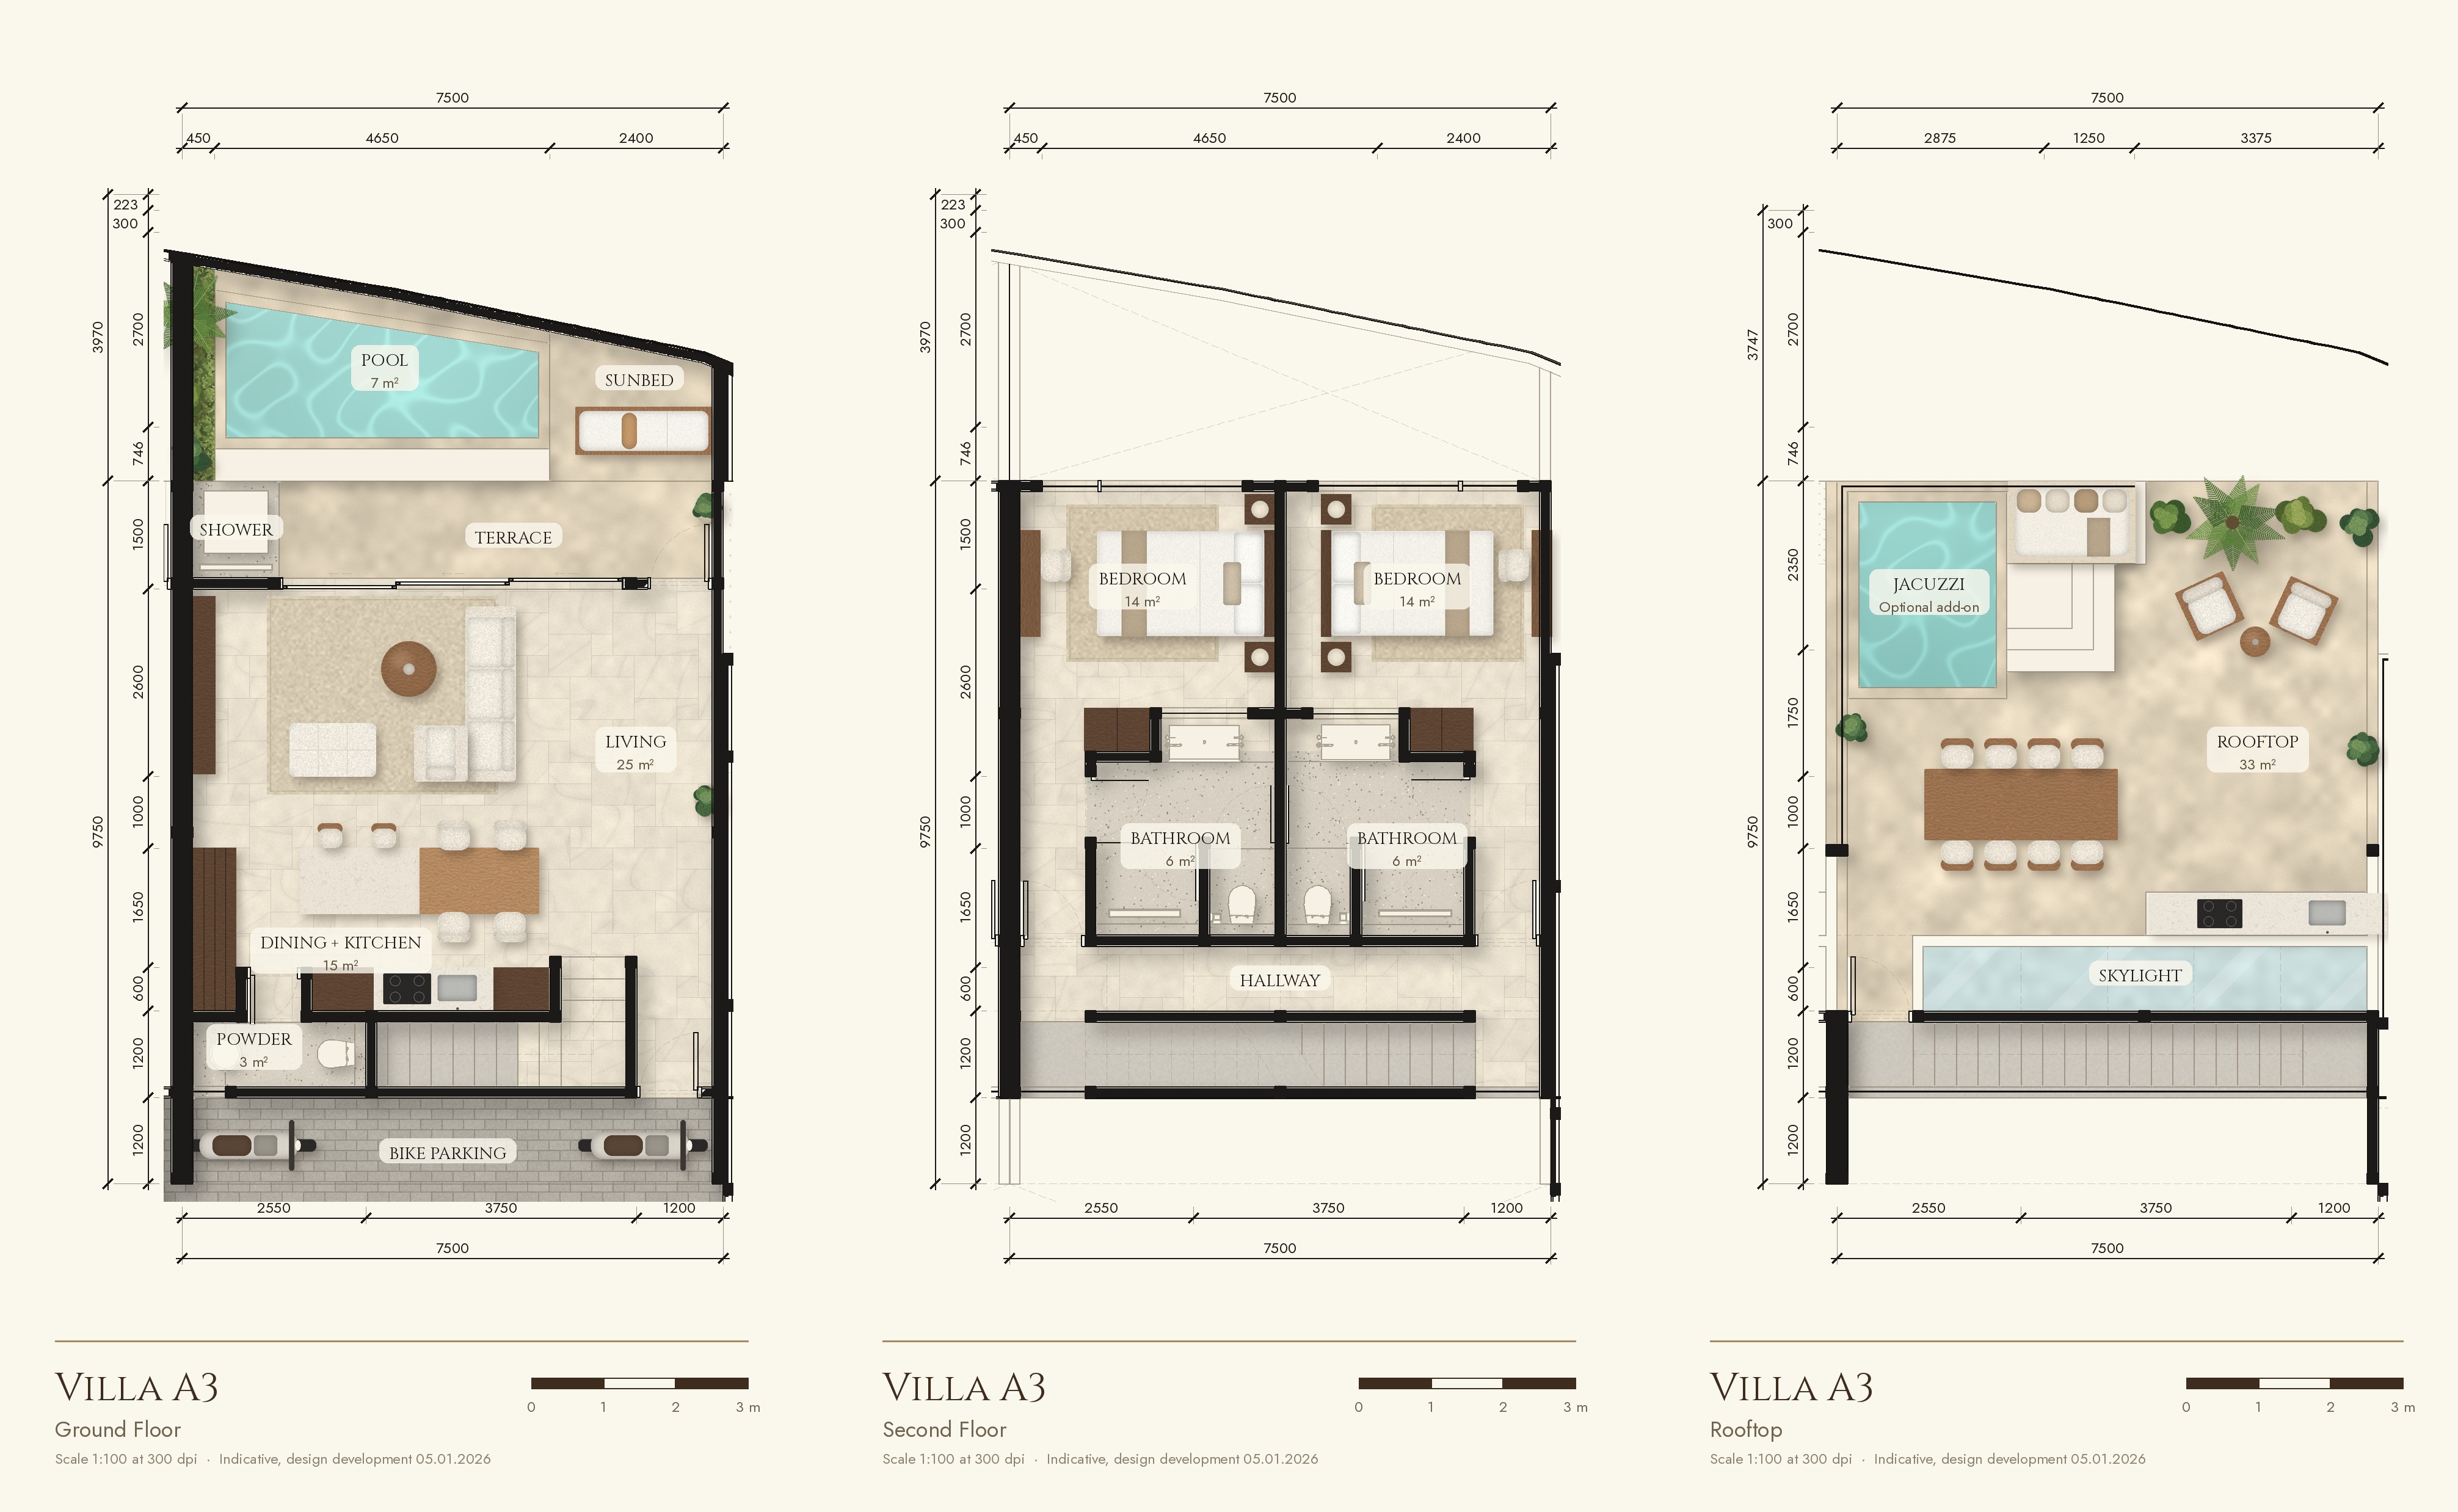 7500
450 4650 2400
223
300
3970
2700
746
POOL
7 m²
SUNBED
SHOWER
TERRACE
1500
2600
LIVING
25 m²
9750
1000
1650
DINING + KITCHEN
15 m²
600
POWDER
3 m²
1200
BIKE PARKING
1200
2550 3750 1200
7500
VILLA A3
Ground Floor
Scale 1:100 at 300 dpi · Indicative, design development 05.01.2026
0 1 2 3 m
7500
450 4650 2400
223
300
3970
2700
746
1500
BEDROOM
14 m²
BEDROOM
14 m²
2600
9750
1000
BATHROOM
6 m²
BATHROOM
6 m²
1650
HALLWAY
600
1200
1200
2550 3750 1200
7500
VILLA A3
Second Floor
Scale 1:100 at 300 dpi · Indicative, design development 05.01.2026
0 1 2 3 m
7500
2875 1250 3375
300
3747
2700
746
2350
JACUZZI
Optional add-on
1750
ROOFTOP
33 m²
9750
1000
1650
SKYLIGHT
600
1200
1200
2550 3750 1200
7500
VILLA A3
Rooftop
Scale 1:100 at 300 dpi · Indicative, design development 05.01.2026
0 1 2 3 m